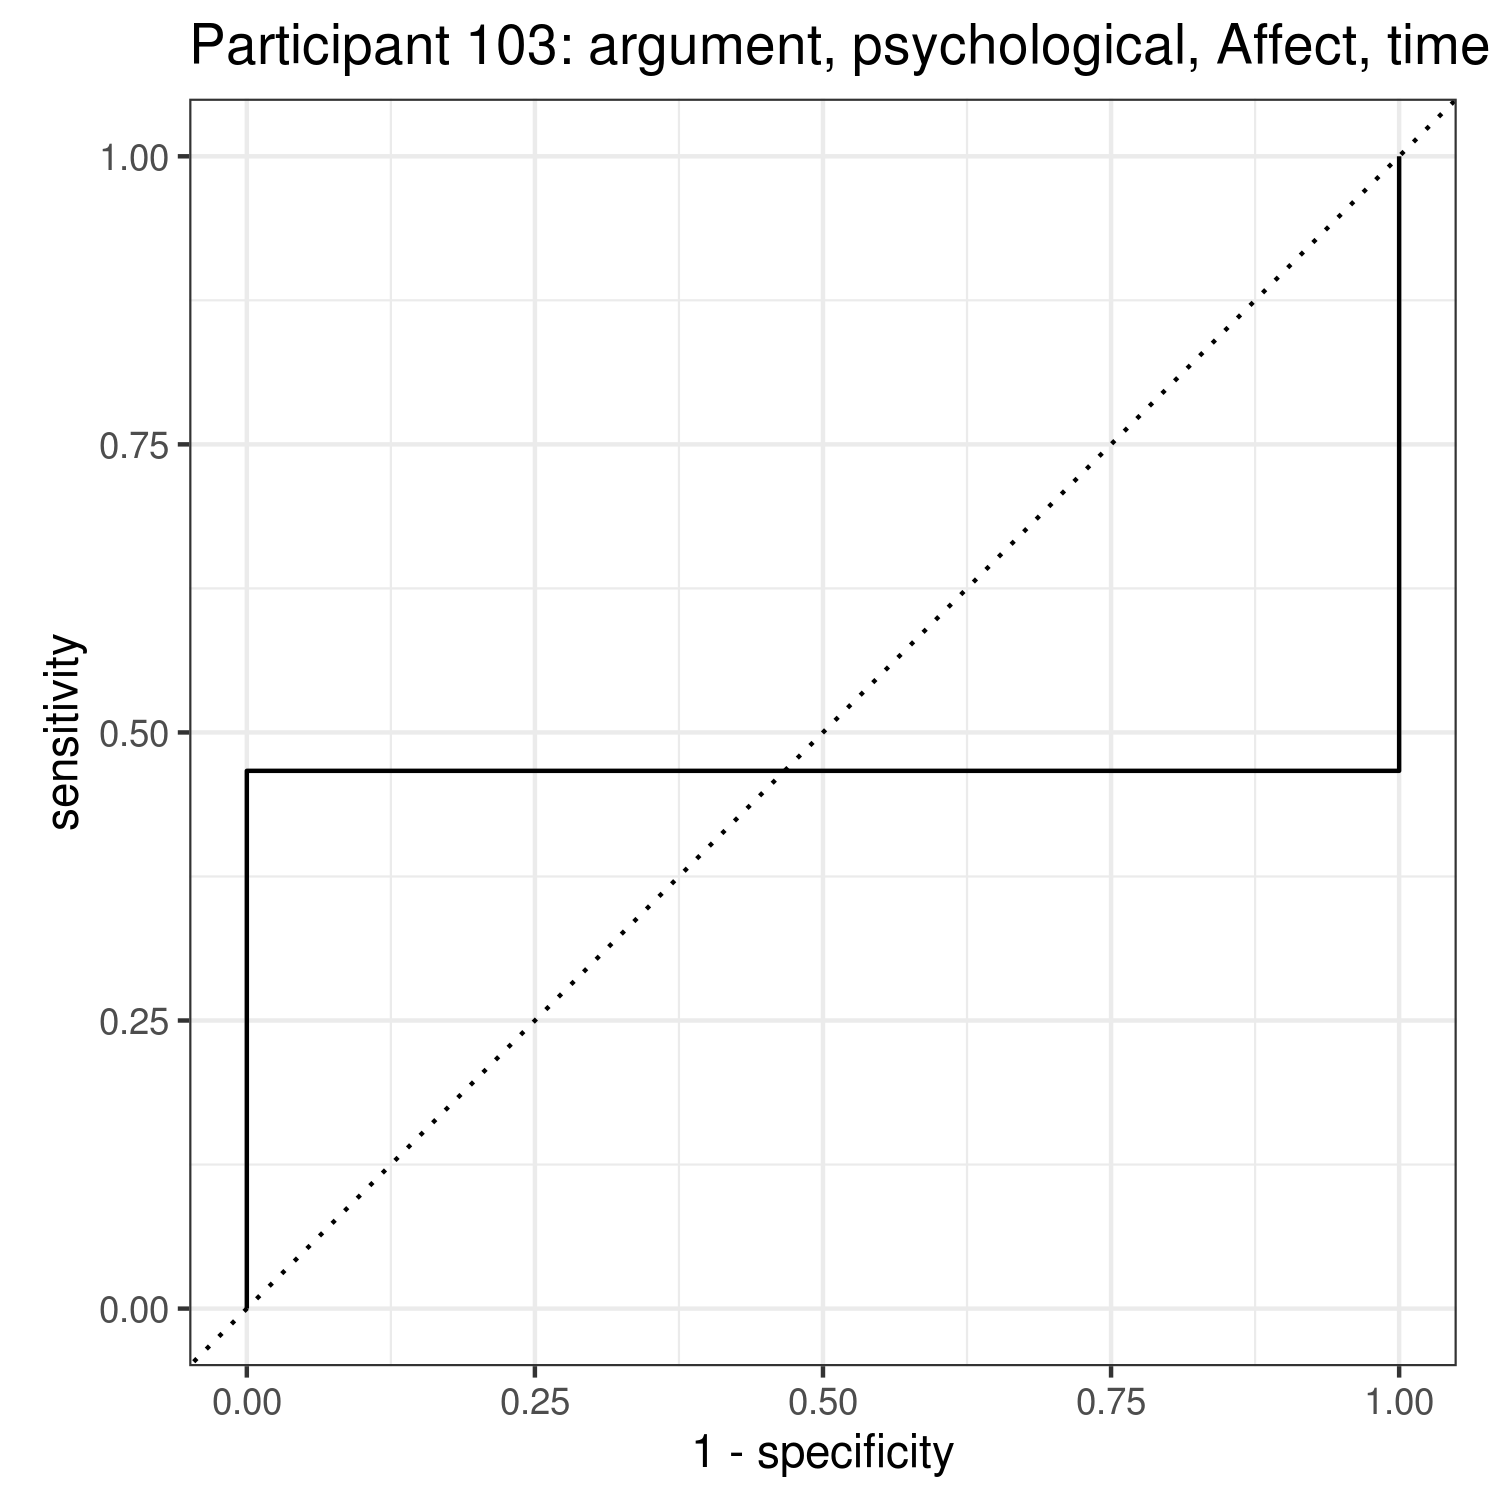 Participant 103: argument, psychological, Affect, time
1.00
0.75
0.50
0.25
0.00
sensitivity
0.00 0.25 0.50 0.75 1.00
1 - specificity